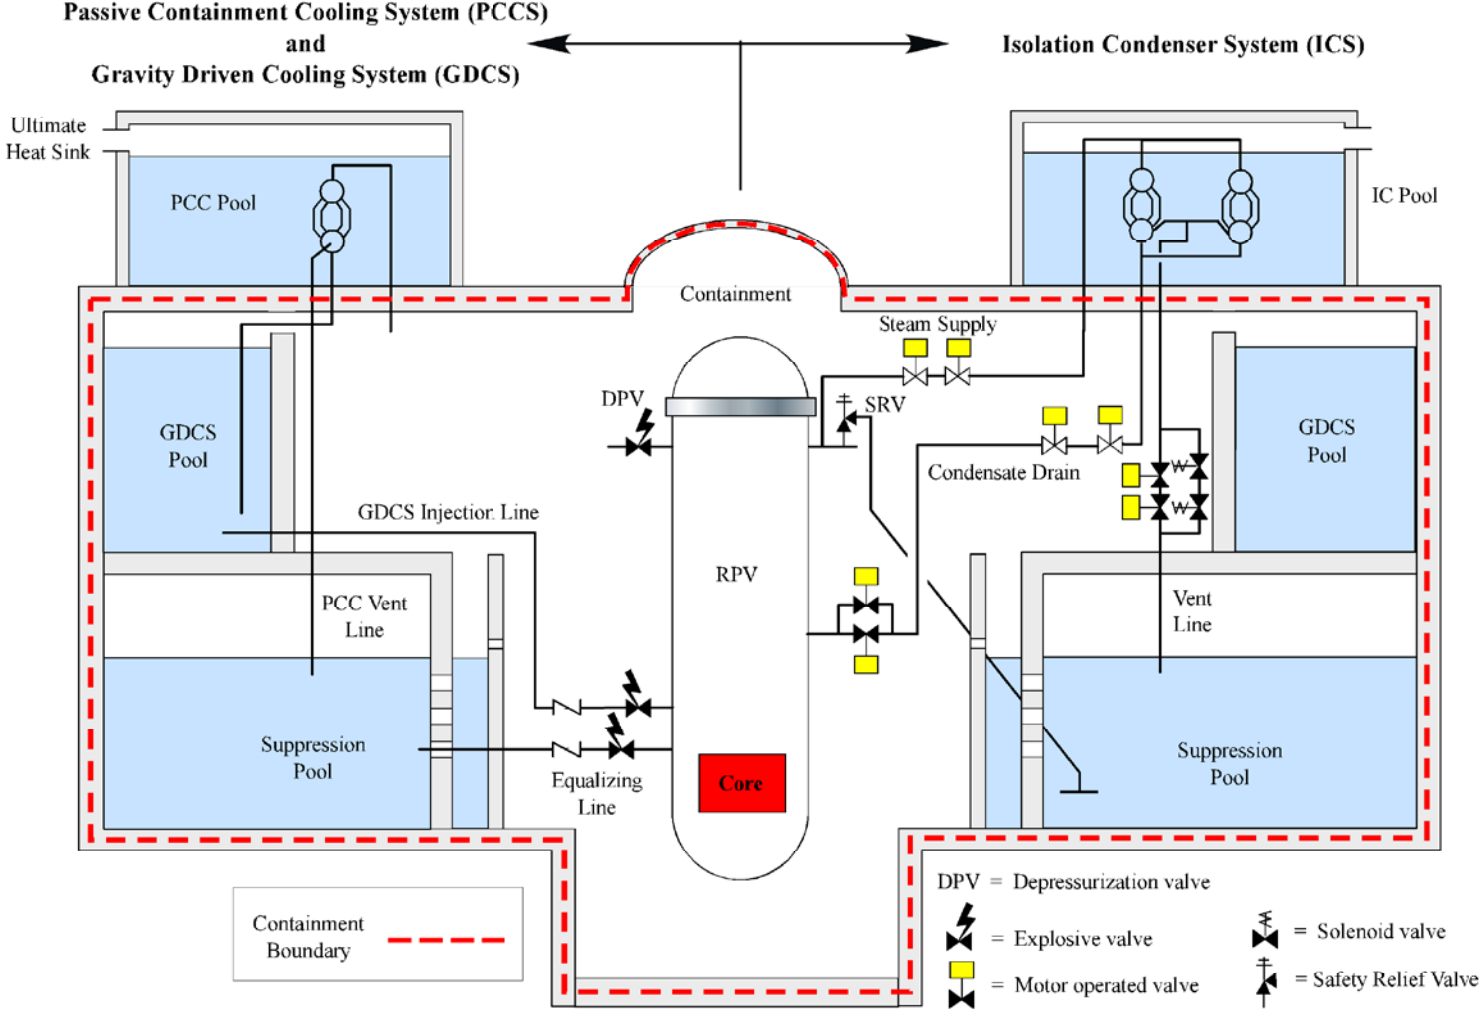 Passive Containment Cooling System (PCCS)
and
Gravity Driven Cooling System (GDCS)
Isolation Condenser System (ICS)
Ultimate
Heat Sink
PCC Pool
IC Pool
Containment
Steam Supply
DPV
SRV
GDCS
Pool
Condensate Drain
GDCS
Pool
GDCS Injection Line
RPV
PCC Vent
Line
Vent
Line
Suppression
Pool
Equalizing
Line
Core
Suppression
Pool
Containment
Boundary
DPV = Depressurization valve
= Explosive valve
= Motor operated valve
= Solenoid valve
= Safety Relief Valve